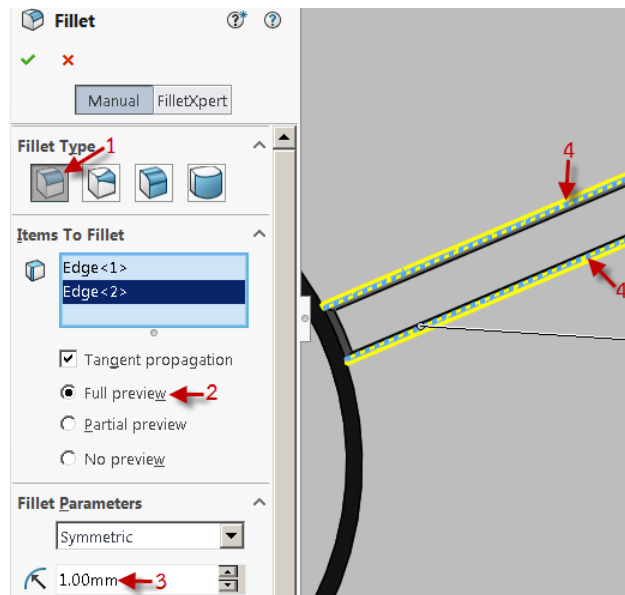 Fillet
Manual FilletXpert
Fillet Type 1
Items To Fillet
Edge<1>
Edge<2>
Tangent propagation
Full preview 2
Partial preview
No preview
Fillet Parameters
Symmetric
1.00mm 3
4
4